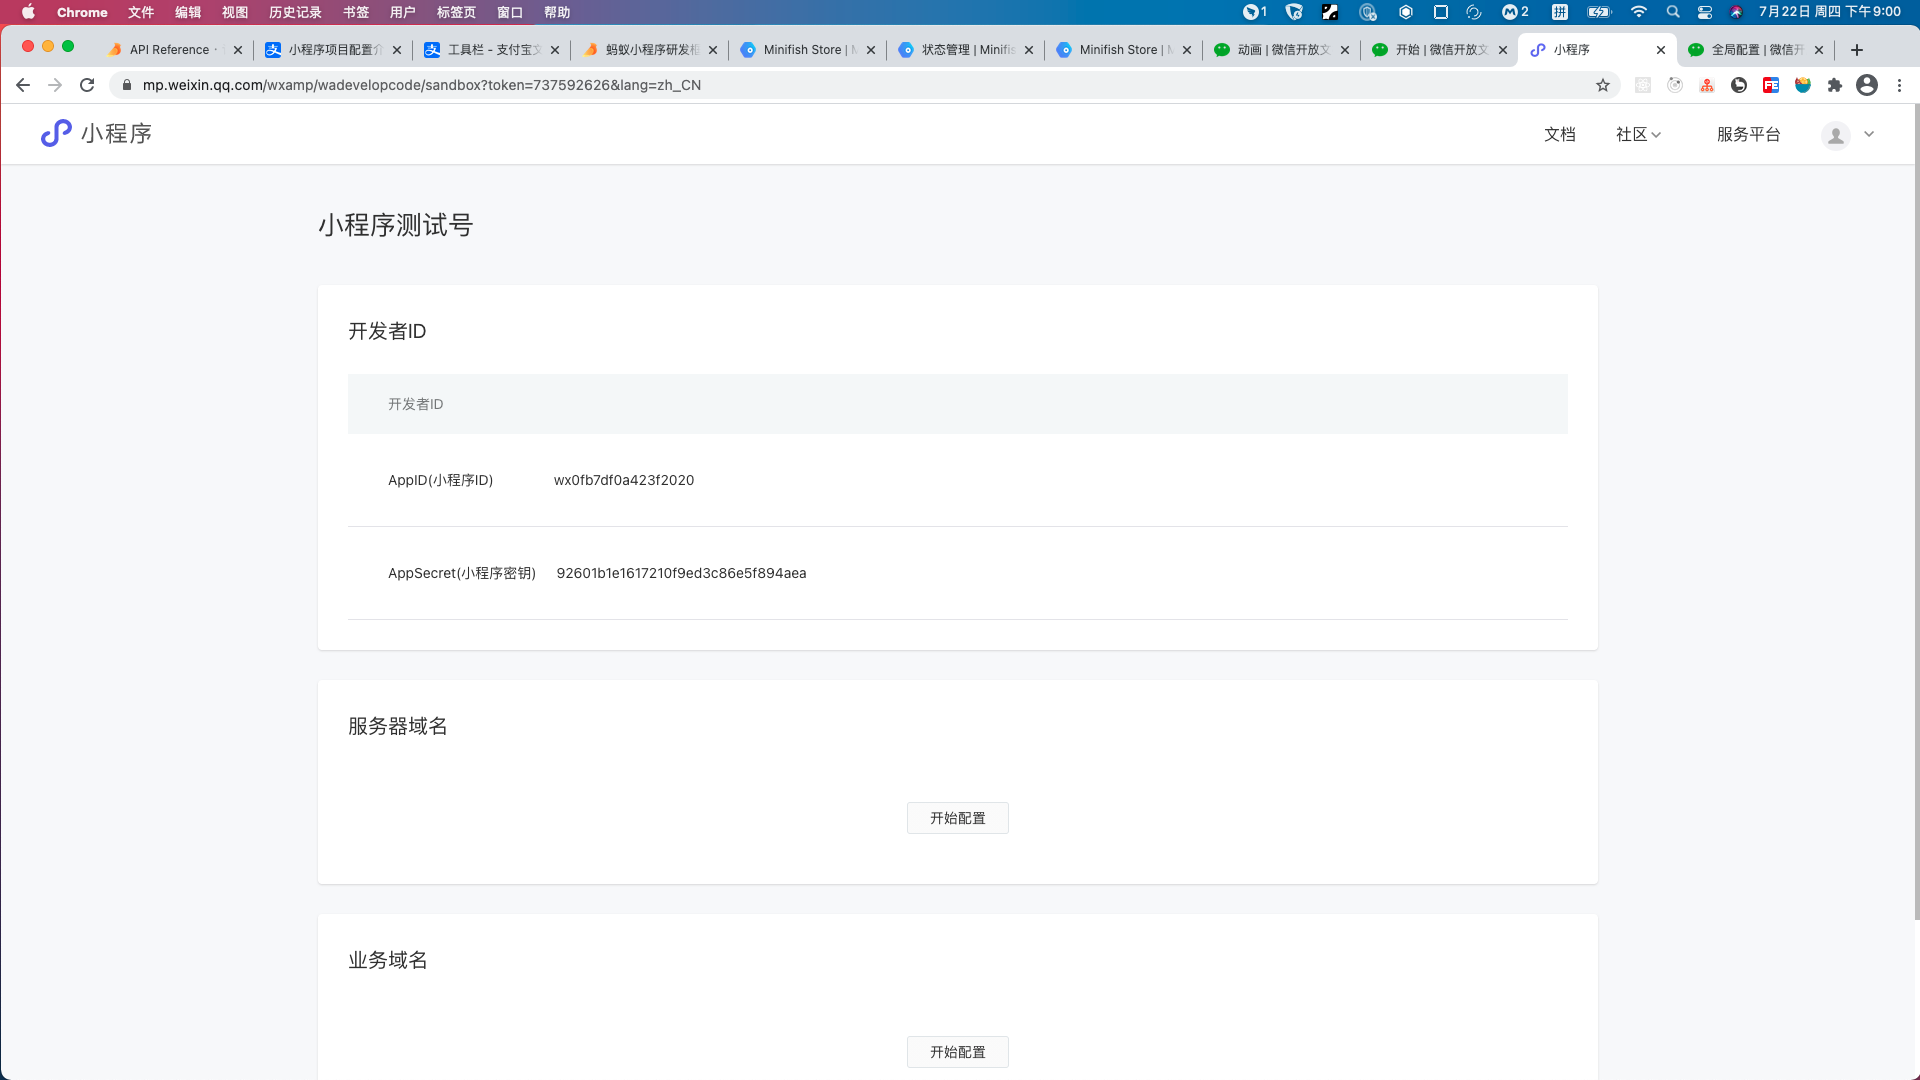 Chrome 文件 编辑 视图 历史记录 书签 用户 标签页 窗口 帮助 1 2 拼 7月22日 周四 下午9:00
API Reference · 小程序项目配置介 工具栏 - 支付宝文 蚂蚁小程序研发框 Minifish Store | M 状态管理 | Minifis Minifish Store | M 动画 | 微信开放文 开始 | 微信开放文 小程序 全局配置 | 微信开
mp.weixin.qq.com/wxamp/wadevelopcode/sandbox?token=737592626&lang=zh_CN FE
小程序 文档 社区 服务平台
小程序测试号
开发者ID
开发者ID
AppID(小程序ID) wx0fb7df0a423f2020
AppSecret(小程序密钥) 92601b1e1617210f9ed3c86e5f894aea
服务器域名
开始配置
业务域名
开始配置